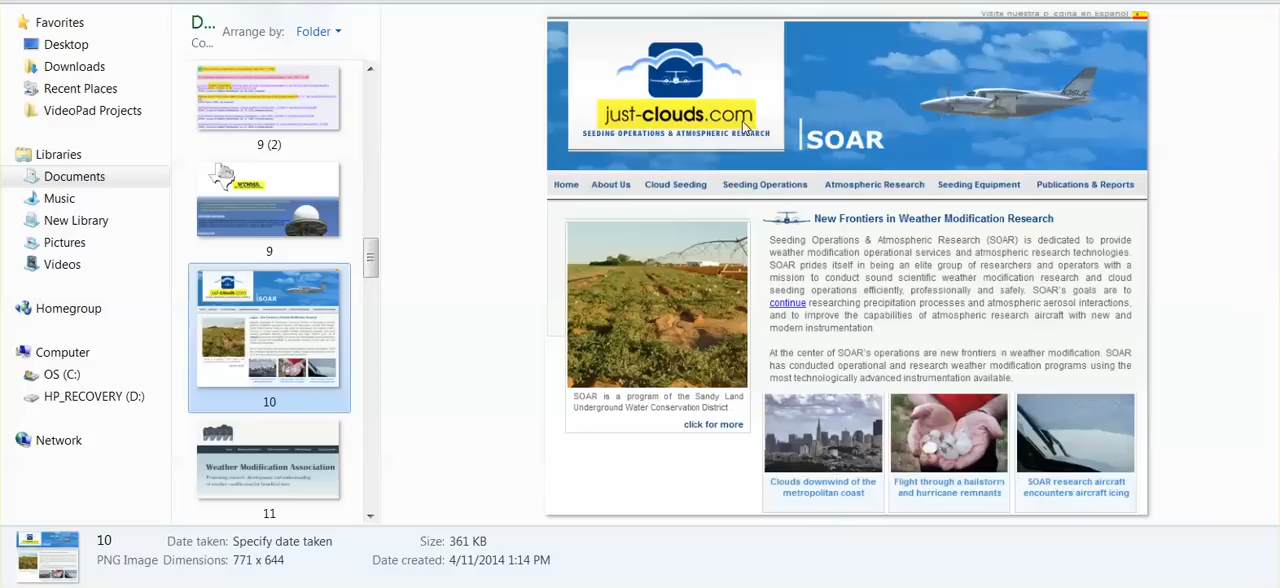 Favorites
Desktop
Downloads
Recent Places
VideoPad Projects
Libraries
Documents
Music
New Library
Pictures
Videos
Homegroup
Computer
OS (C:)
HP_RECOVERY (D:)
Network
D...
Co...
Arrange by: Folder
9 (2)
9
just-clouds.com
SOAR
10
Weather Modification Association
11
Visite nuestra p gina en Español
just-clouds.com
SEEDING OPERATIONS & ATMOSPHERIC RESEARCH
SOAR
Home About Us Cloud Seeding Seeding Operations Atmospheric Research Seeding Equipment Publications & Reports
New Frontiers in Weather Modification Research
Seeding Operations & Atmospheric Research (SOAR) is dedicated to provide
weather modification operational services and atmospheric research technologies.
SOAR prides itself in being an elite group of researchers and operators with a
mission to conduct sound scientific weather modification research and cloud
seeding operations efficiently, professionally and safely. SOAR's goals are to
continue researching precipitation processes and atmospheric aerosol interactions,
and to improve the capabilities of atmospheric research aircraft with new and
modern instrumentation.
At the center of SOAR's operations are new frontiers in weather modification. SOAR
has conducted operational and research weather modification programs using the
most technologically advanced instrumentation available.
SOAR is a program of the Sandy Land
Underground Water Conservation District
click for more
Clouds downwind of the
metropolitan coast
Flight through a hailstorm
and hurricane remnants
SOAR research aircraft
encounters aircraft icing
10
PNG Image
Date taken: Specify date taken
Dimensions: 771 x 644
Size: 361 KB
Date created: 4/11/2014 1:14 PM